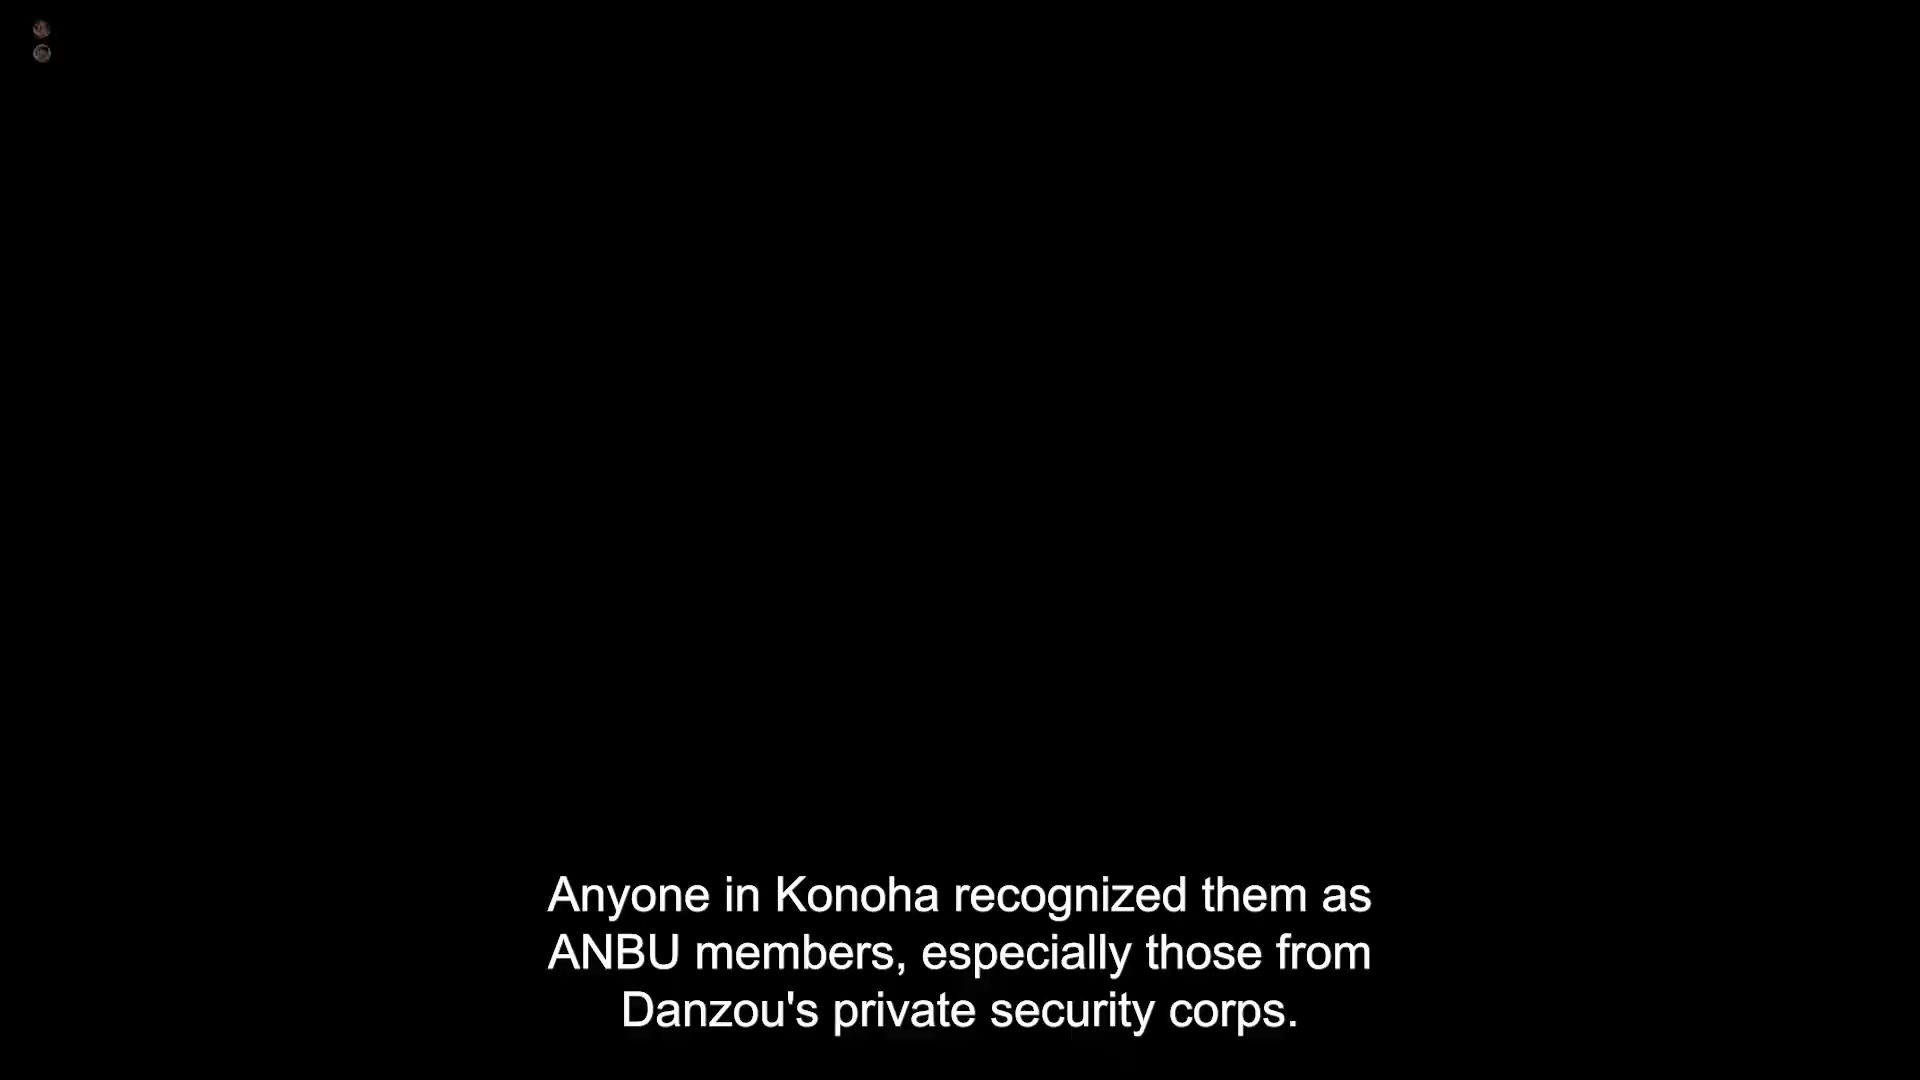 Anyone in Konoha recognized them as
ANBU members, especially those from
Danzou's private security corps.